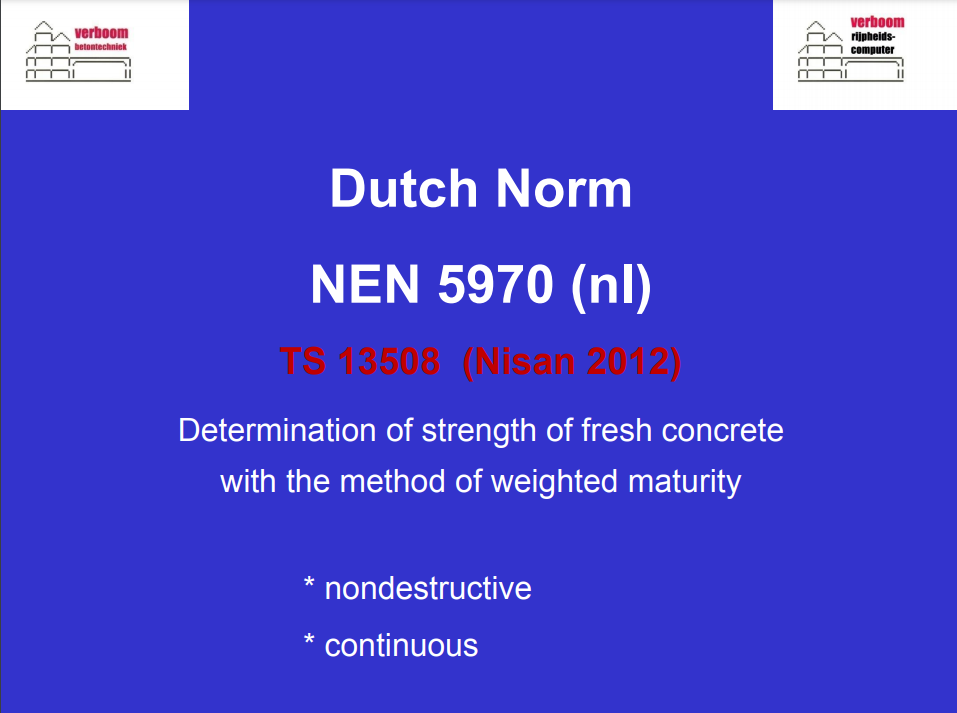 verboom
betontechniek
verboom
rijpheids-
computer
Dutch Norm
NEN 5970 (nl)
TS 13508 (Nisan 2012)
Determination of strength of fresh concrete
with the method of weighted maturity
* nondestructive
* continuous